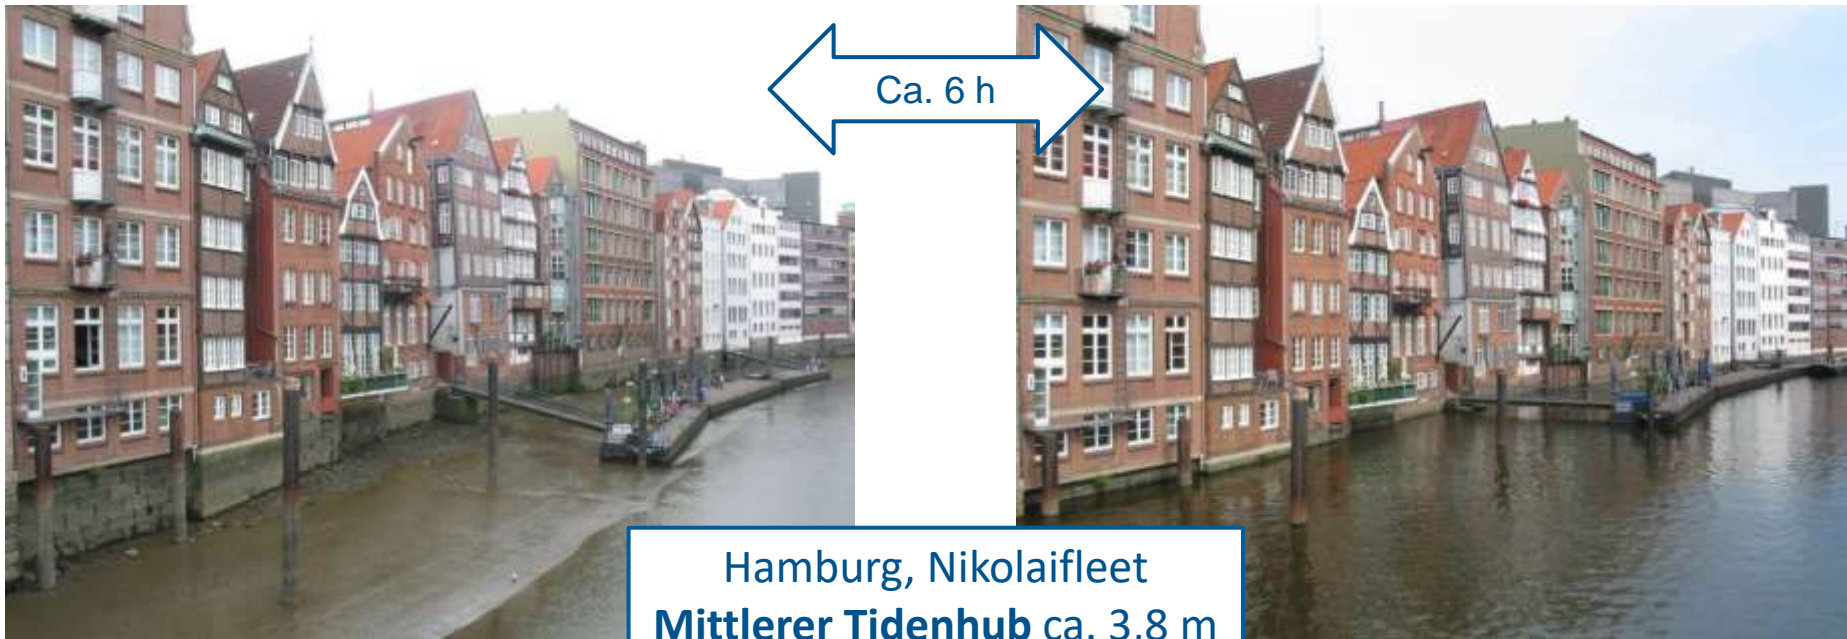 Ca. 6 h
Hamburg, Nikolaifleet
Mittlerer Tidenhub ca. 3.8 m